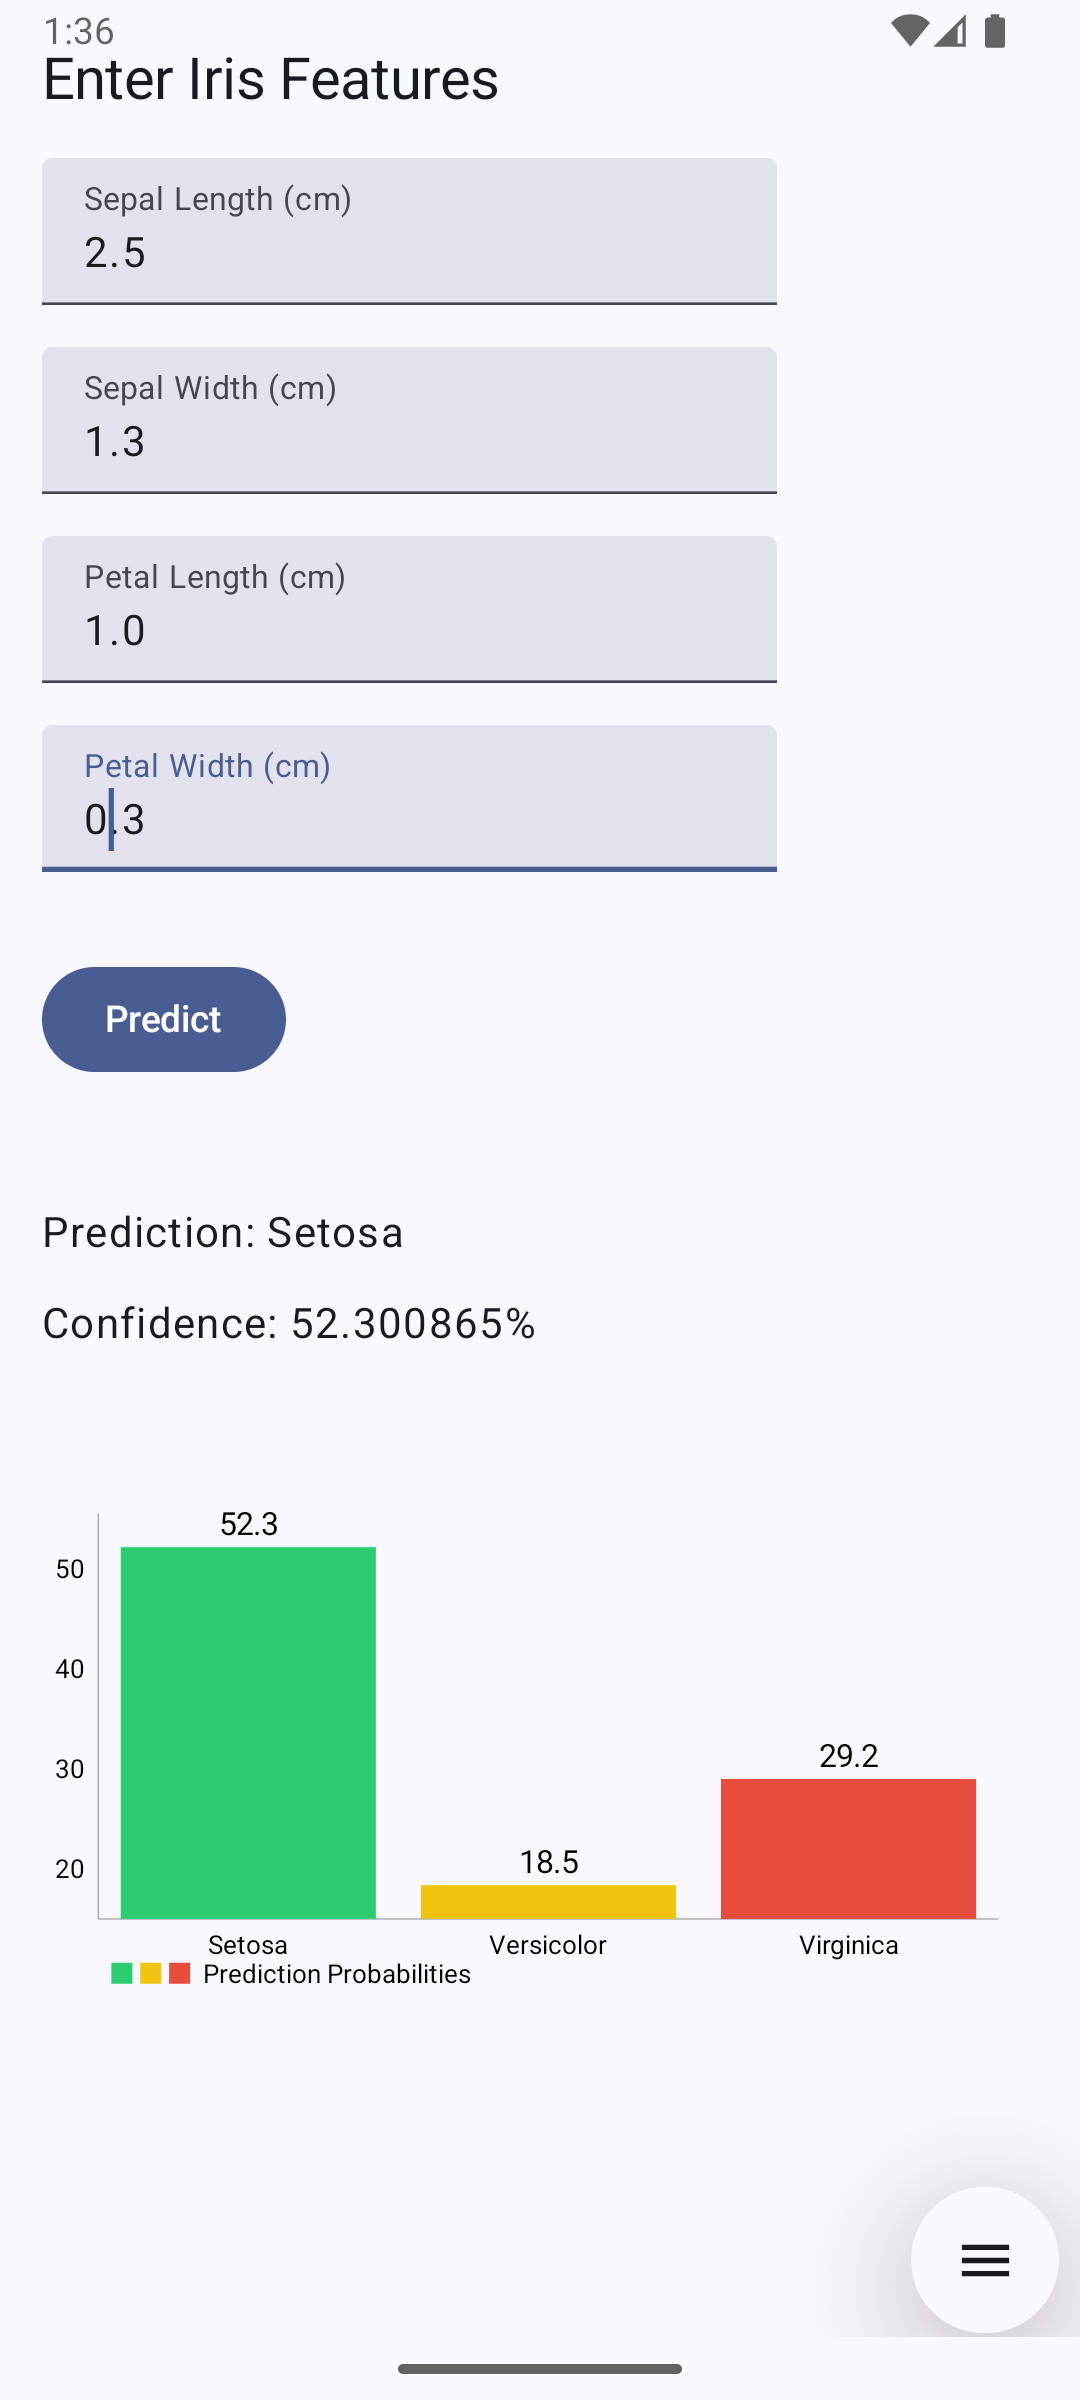 1:36
Enter Iris Features
Sepal Length (cm)
2.5
Sepal Width (cm)
1.3
Petal Length (cm)
1.0
Petal Width (cm)
0.3
Predict
Prediction: Setosa
Confidence: 52.300865%
52.3
50
40
29.2
30
18.5
20
Setosa Versicolor Virginica
Prediction Probabilities